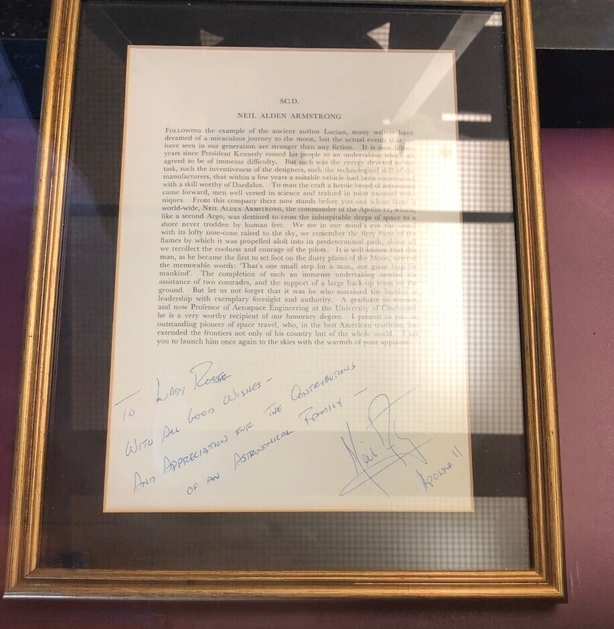 SC.D.
NEIL ALDEN ARMSTRONG
FOLLOWING the example of the ancient author Lucian, many writers have
dreamed of a miraculous journey to the moon, but the actual events that
have seen in our generation are stranger than any fiction. It is now
years since President Kennedy roused his people to an undertaking which
agreed to be of immense difficulty. But such was the energy devoted to
task, such the inventiveness of the designers, such the technological skill of
manufacturers, that within a few years a suitable vehicle had been
with a skill worthy of Daedalus. To man the craft a heroic breed of
came forward, men well versed in science and trained in
niques. From this company there now stands before you one whose
world-wide, NEIL ALDEN ARMSTRONG, the commander of the Apollo 11, which,
like a second Argo, was destined to cross the inhospitable deeps of space to a
shore never trodden by human feet. We see in our mind's eye the
with its lofty nose-cone raised to the sky, we remember the fiery
flames by which it was propelled aloft into its predetermined path,
we recollect the coolness and courage of the pilots. It is well known that
man, as he became the first to set foot on the dusty plains of the Moon, uttered
the memorable words: 'That's one small step for a man, one giant leap for
mankind'. The completion of such an immense undertaking needed the
assistance of two comrades, and the support of a large back-up team on the
ground. But let us not forget that it was he who sustained the burden of
leadership with exemplary foresight and authority. A graduate in
and now Professor of Aerospace Engineering at the University of Cincinnati
he is a very worthy recipient of our honorary degree. I present to you an
outstanding pioneer of space travel, who, in the best American tradition, has
extended the frontiers not only of his country but of the whole world. I
you to launch him once again to the skies with the warmth of your applause.
TO LADY ROSSE
WITH ALL GOOD WISHES –
AND APPRECIATION FOR THE CONTRIBUTIONS
OF AN ASTRONOMICAL FAMILY –
Neil
APOLLO 11